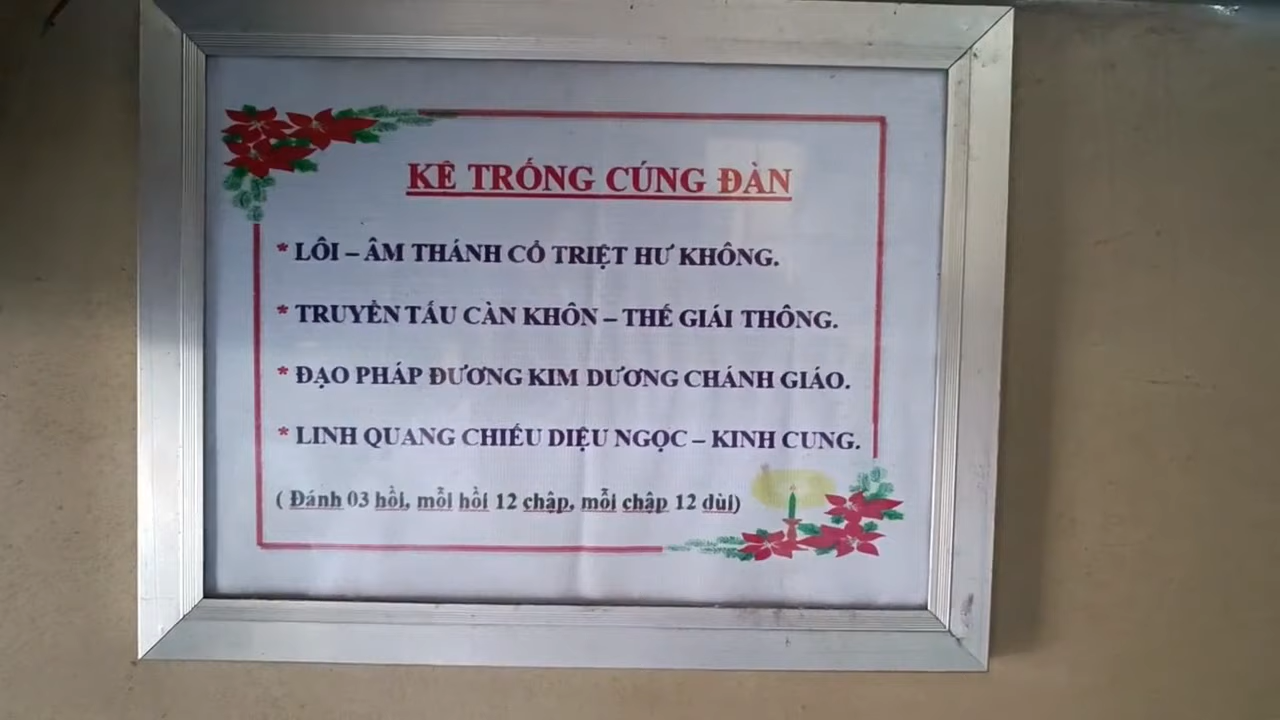 KỆ TRỐNG CÚNG ĐÀN
* LÔI – ÂM THÁNH CỔ TRIỆT HƯ KHÔNG.
* TRUYỀN TẤU CÀN KHÔN – THẾ GIÁI THÔNG.
* ĐẠO PHÁP ĐƯƠNG KIM DƯƠNG CHÁNH GIÁO.
* LINH QUANG CHIẾU DIỆU NGỌC – KINH CUNG.
( Đánh 03 hồi, mỗi hồi 12 chập, mỗi chập 12 dùi)